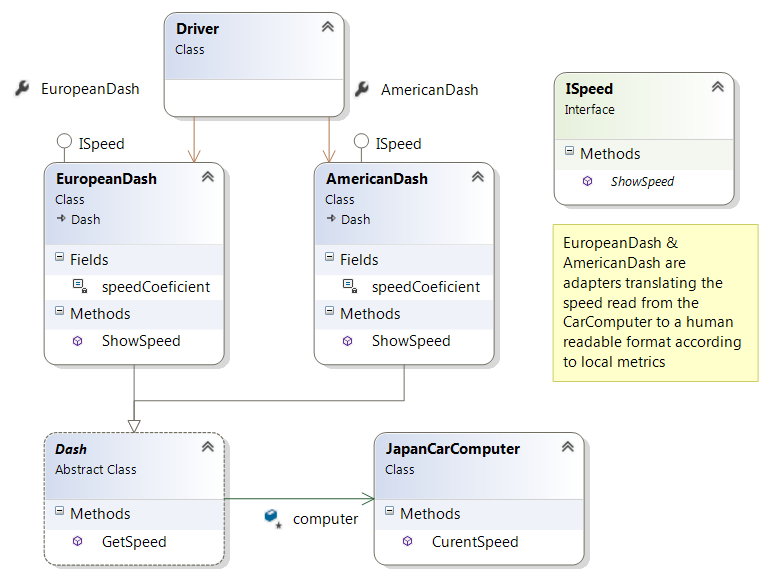 Driver
Class
EuropeanDash
AmericanDash
ISpeed
ISpeed
ISpeed
Interface
Methods
ShowSpeed
EuropeanDash
Class
Dash
Fields
speedCoeficient
Methods
ShowSpeed
AmericanDash
Class
Dash
Fields
speedCoeficient
Methods
ShowSpeed
EuropeanDash &
AmericanDash are
adapters translating the
speed read from the
CarComputer to a human
readable format according
to local metrics
Dash
Abstract Class
Methods
GetSpeed
computer
JapanCarComputer
Class
Methods
CurentSpeed